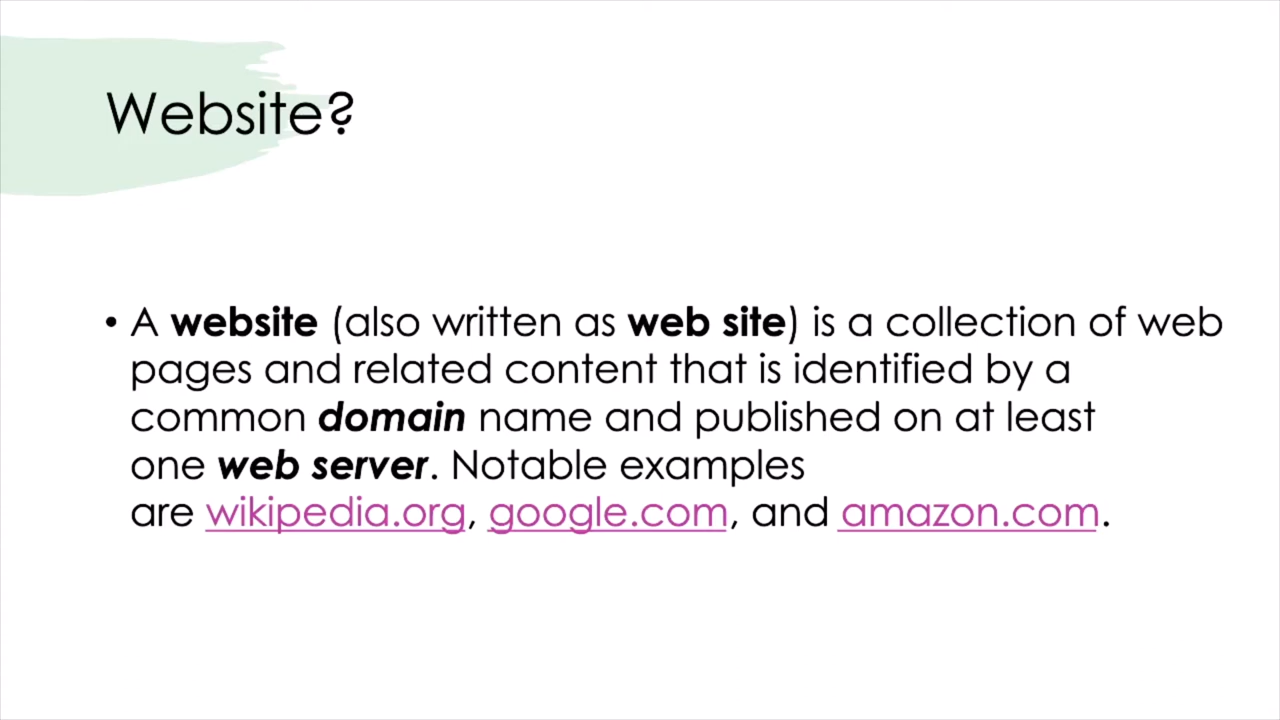 Website?
• A website (also written as web site) is a collection of web
pages and related content that is identified by a
common domain name and published on at least
one web server. Notable examples
are wikipedia.org, google.com, and amazon.com.